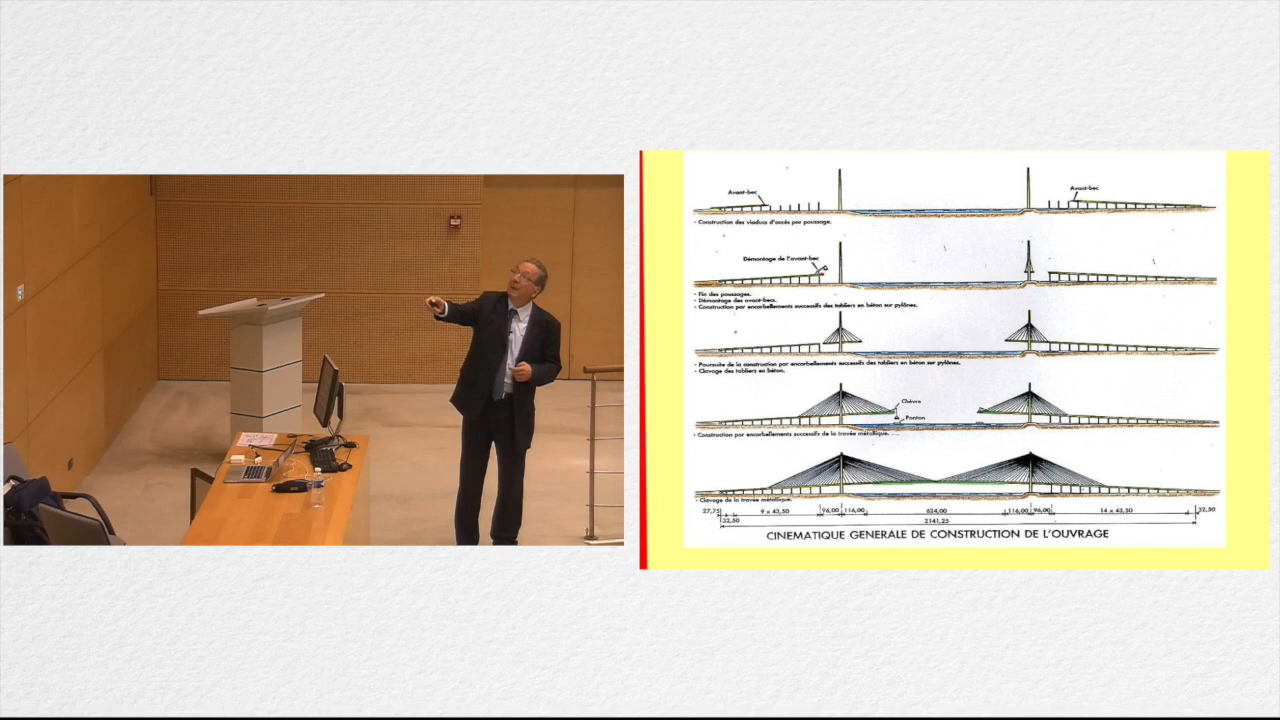 Avant-bec
Avant-bec
- Construction des viaducs d'accès par poussage.
Démontage de l'avant-bec
- Fin des poussages.
- Démontage des avant-becs.
- Construction par encorbellements successifs des tabliers en béton sur pylônes.
- Poursuite de la construction par encorbellements successifs des tabliers en béton sur pylônes.
- Clavage des tabliers en béton.
Chèvre
Ponton
- Construction par encorbellements successifs de la travée métallique.
- Clavage de la travée métallique.
27,75 9 x 43,50 96,00 116,00 624,00 116,00 96,00 14 x 43,50 32,50
32,50 2141,25
CINEMATIQUE GENERALE DE CONSTRUCTION DE L'OUVRAGE